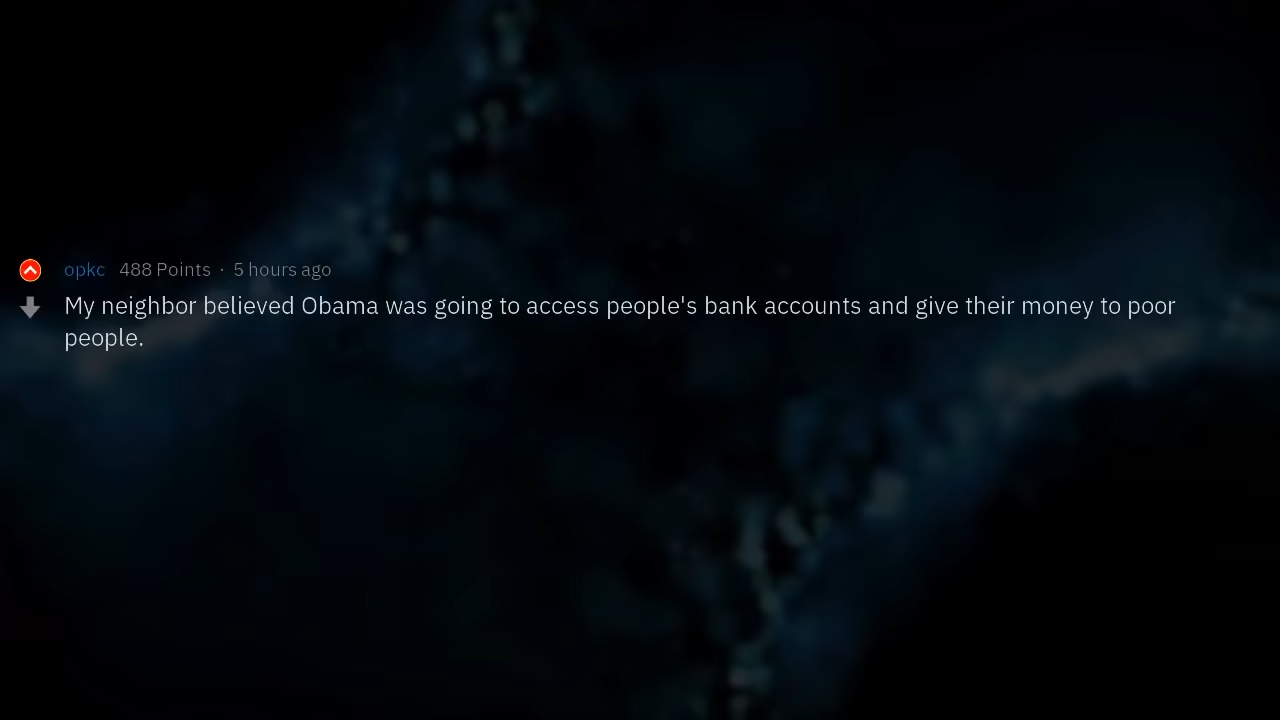 opkc 488 Points · 5 hours ago
My neighbor believed Obama was going to access people's bank accounts and give their money to poor
people.